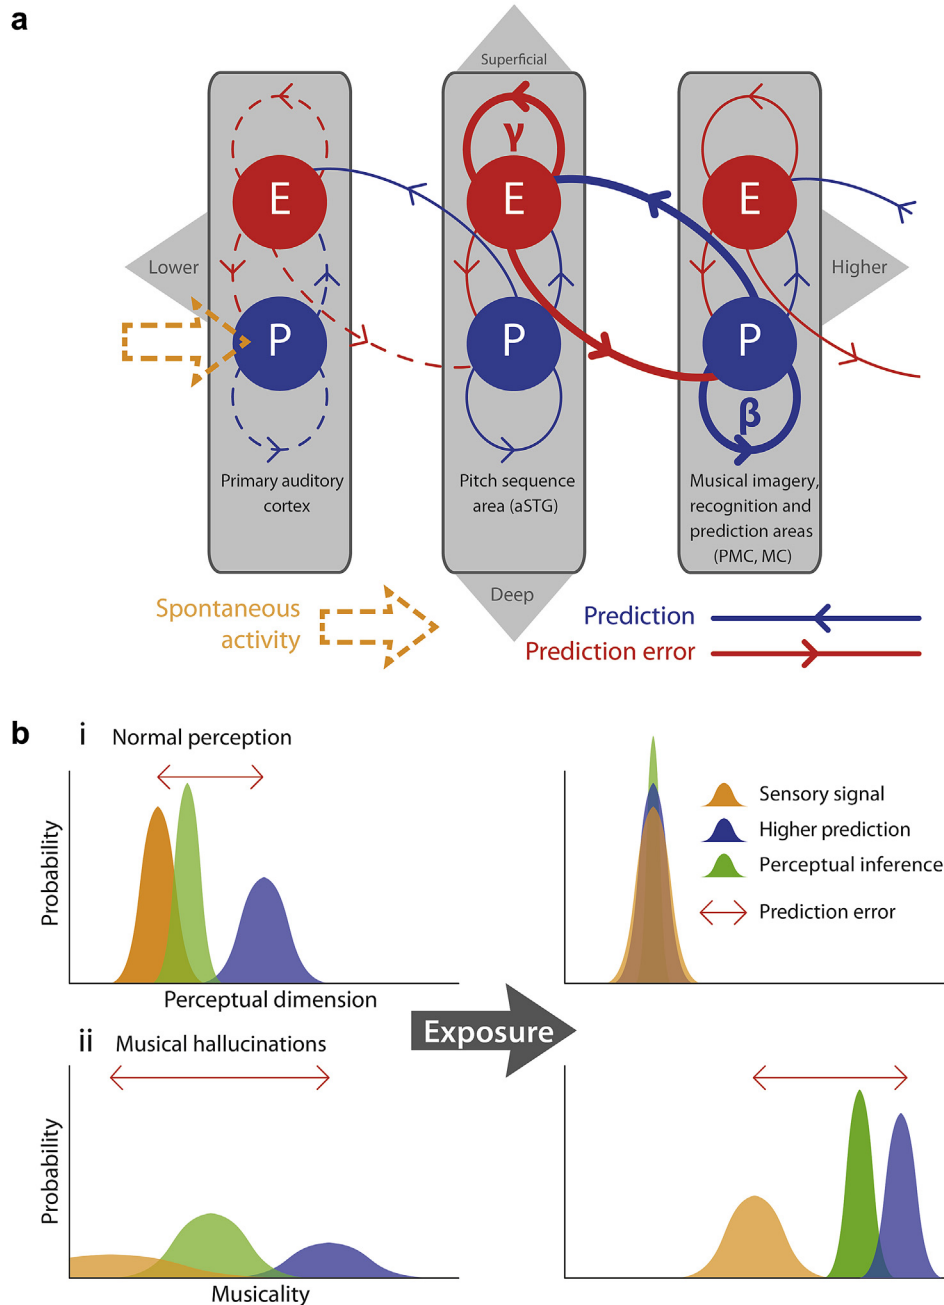 a
Superficial
γ
E
E
E
Lower
Higher
P
P
P
β
Primary auditory
cortex
Pitch sequence
area (aSTG)
Musical imagery,
recognition and
prediction areas
(PMC, MC)
Deep
Spontaneous
activity
Prediction
Prediction error
b
i Normal perception
Probability
Perceptual dimension
Sensory signal
Higher prediction
Perceptual inference
Prediction error
Exposure
ii Musical hallucinations
Probability
Musicality